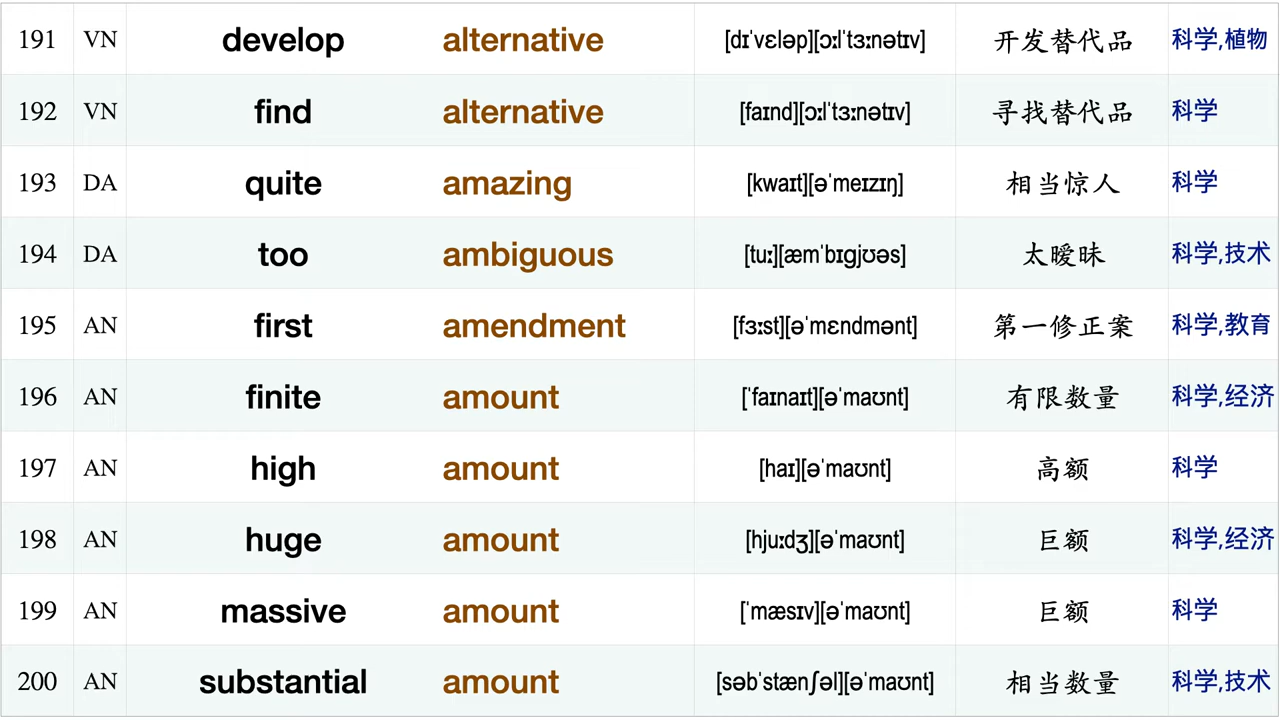 191 VN develop alternative [dɪˈvɛləp][ɔːlˈtɜːnətɪv] 开发替代品 科学,植物
192 VN find alternative [faɪnd][ɔːlˈtɜːnətɪv] 寻找替代品 科学
193 DA quite amazing [kwaɪt][əˈmeɪzɪŋ] 相当惊人 科学
194 DA too ambiguous [tuː][æmˈbɪgjʊəs] 太暧昧 科学,技术
195 AN first amendment [fɜːst][əˈmɛndmənt] 第一修正案 科学,教育
196 AN finite amount [ˈfaɪnaɪt][əˈmaʊnt] 有限数量 科学,经济
197 AN high amount [haɪ][əˈmaʊnt] 高额 科学
198 AN huge amount [hjuːdʒ][əˈmaʊnt] 巨额 科学,经济
199 AN massive amount [ˈmæsɪv][əˈmaʊnt] 巨额 科学
200 AN substantial amount [səbˈstænʃəl][əˈmaʊnt] 相当数量 科学,技术